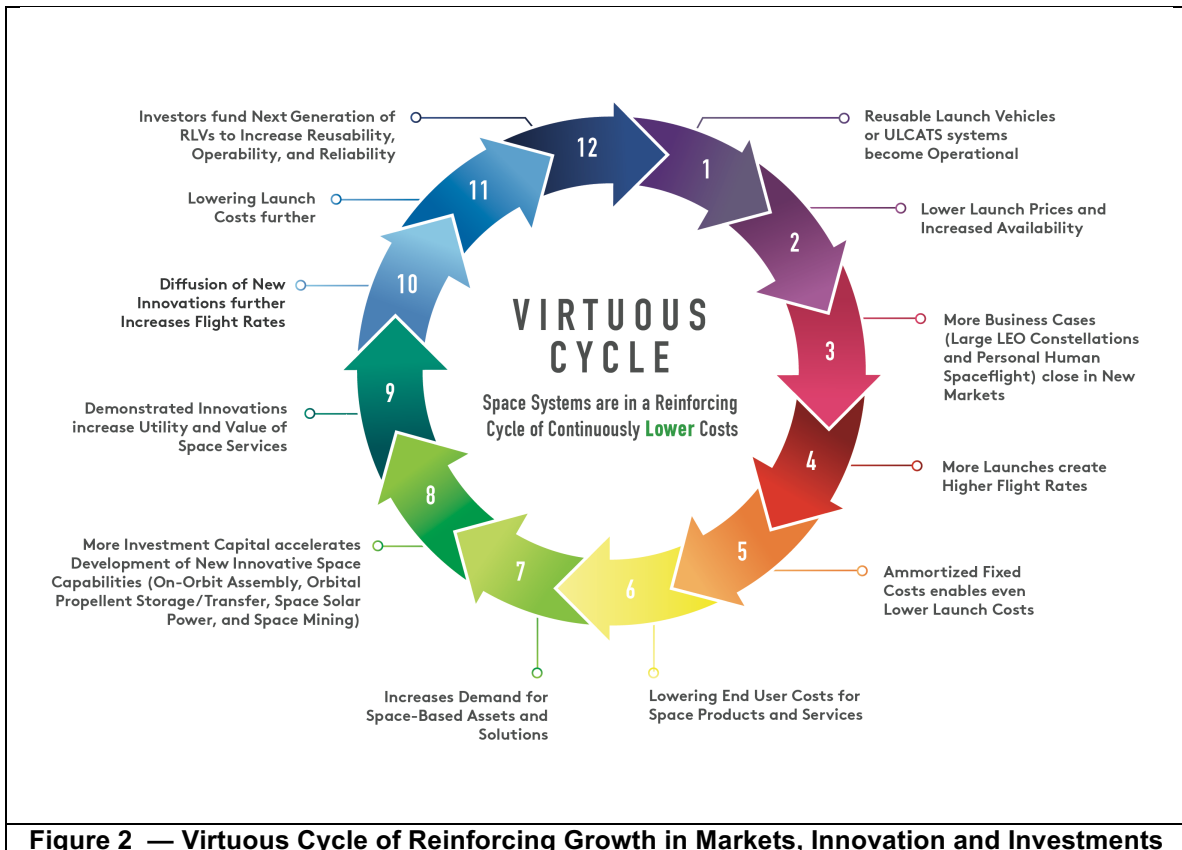 VIRTUOUS
CYCLE
Space Systems are in a Reinforcing
Cycle of Continuously Lower Costs
1
Reusable Launch Vehicles
or ULCATS systems
become Operational
2
Lower Launch Prices and
Increased Availability
3
More Business Cases
(Large LEO Constellations
and Personal Human
Spaceflight) close in New
Markets
4
More Launches create
Higher Flight Rates
5
Ammortized Fixed
Costs enables even
Lower Launch Costs
6
Lowering End User Costs for
Space Products and Services
7
Increases Demand for
Space-Based Assets and
Solutions
8
More Investment Capital accelerates
Development of New Innovative Space
Capabilities (On-Orbit Assembly, Orbital
Propellent Storage/Transfer, Space Solar
Power, and Space Mining)
9
Demonstrated Innovations
increase Utility and Value of
Space Services
10
Diffusion of New
Innovations further
Increases Flight Rates
11
Lowering Launch
Costs further
12
Investors fund Next Generation of
RLVs to Increase Reusability,
Operability, and Reliability
Figure 2 — Virtuous Cycle of Reinforcing Growth in Markets, Innovation and Investments